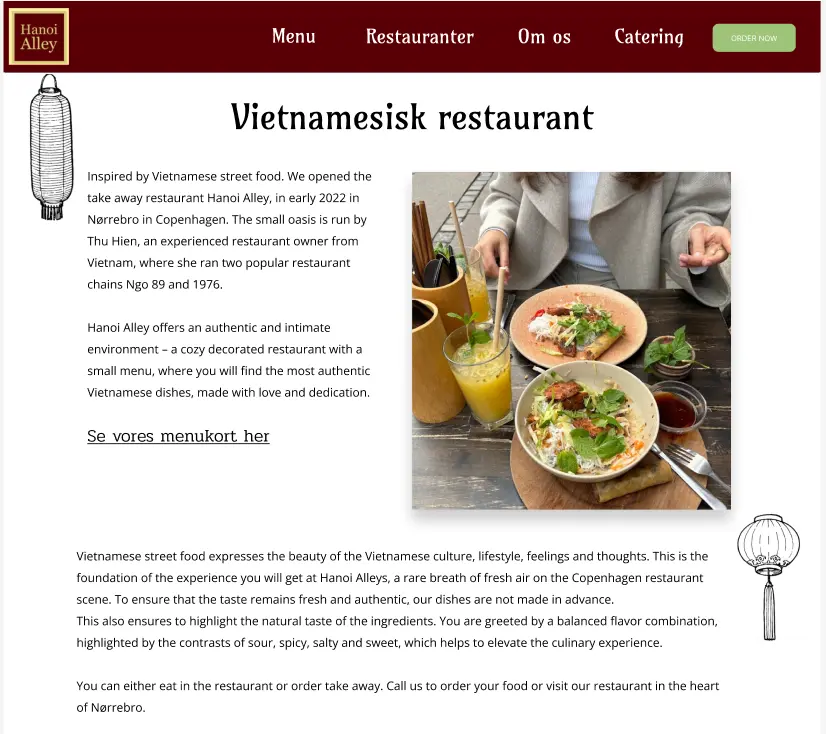 Hanoi
Alley
Menu
Restauranter
Om os
Catering
ORDER NOW
Vietnamesisk restaurant
Inspired by Vietnamese street food. We opened the
take away restaurant Hanoi Alley, in early 2022 in
Nørrebro in Copenhagen. The small oasis is run by
Thu Hien, an experienced restaurant owner from
Vietnam, where she ran two popular restaurant
chains Ngo 89 and 1976.
Hanoi Alley offers an authentic and intimate
environment – a cozy decorated restaurant with a
small menu, where you will find the most authentic
Vietnamese dishes, made with love and dedication.
Se vores menukort her
Vietnamese street food expresses the beauty of the Vietnamese culture, lifestyle, feelings and thoughts. This is the
foundation of the experience you will get at Hanoi Alleys, a rare breath of fresh air on the Copenhagen restaurant
scene. To ensure that the taste remains fresh and authentic, our dishes are not made in advance.
This also ensures to highlight the natural taste of the ingredients. You are greeted by a balanced flavor combination,
highlighted by the contrasts of sour, spicy, salty and sweet, which helps to elevate the culinary experience.
You can either eat in the restaurant or order take away. Call us to order your food or visit our restaurant in the heart
of Nørrebro.